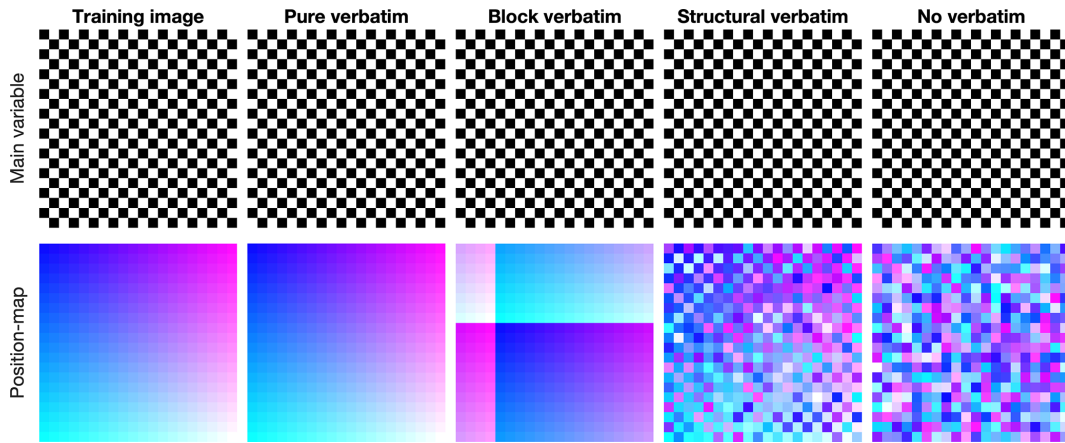 Training image
Pure verbatim
Block verbatim
Structural verbatim
No verbatim
Main variable
Position-map